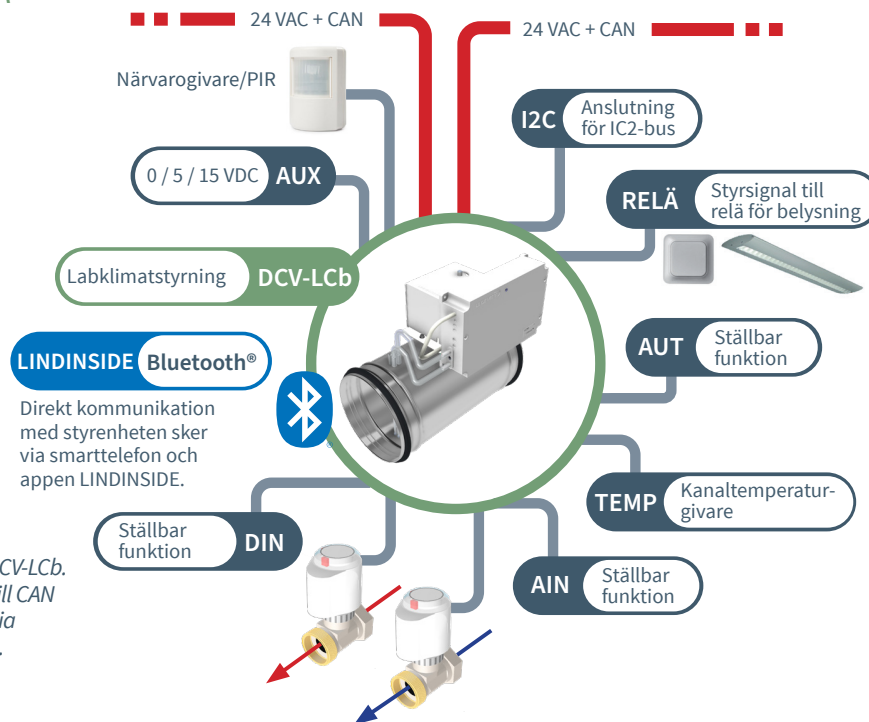 24 VAC + CAN
24 VAC + CAN
Närvarogivare/PIR
I2C
Anslutning
för IC2-bus
0 / 5 / 15 VDC
AUX
RELÄ
Styrsignal till
relä för belysning
Labklimatstyrning
DCV-LCb
LINDINSIDE
Bluetooth®
AUT
Ställbar
funktion
Direkt kommunikation
med styrenheten sker
via smarttelefon och
appen LINDINSIDE.
TEMP
Kanaltemperatur-
givare
Ställbar
funktion
DIN
AIN
Ställbar
funktion
CV-LCb.
ill CAN
ia
.